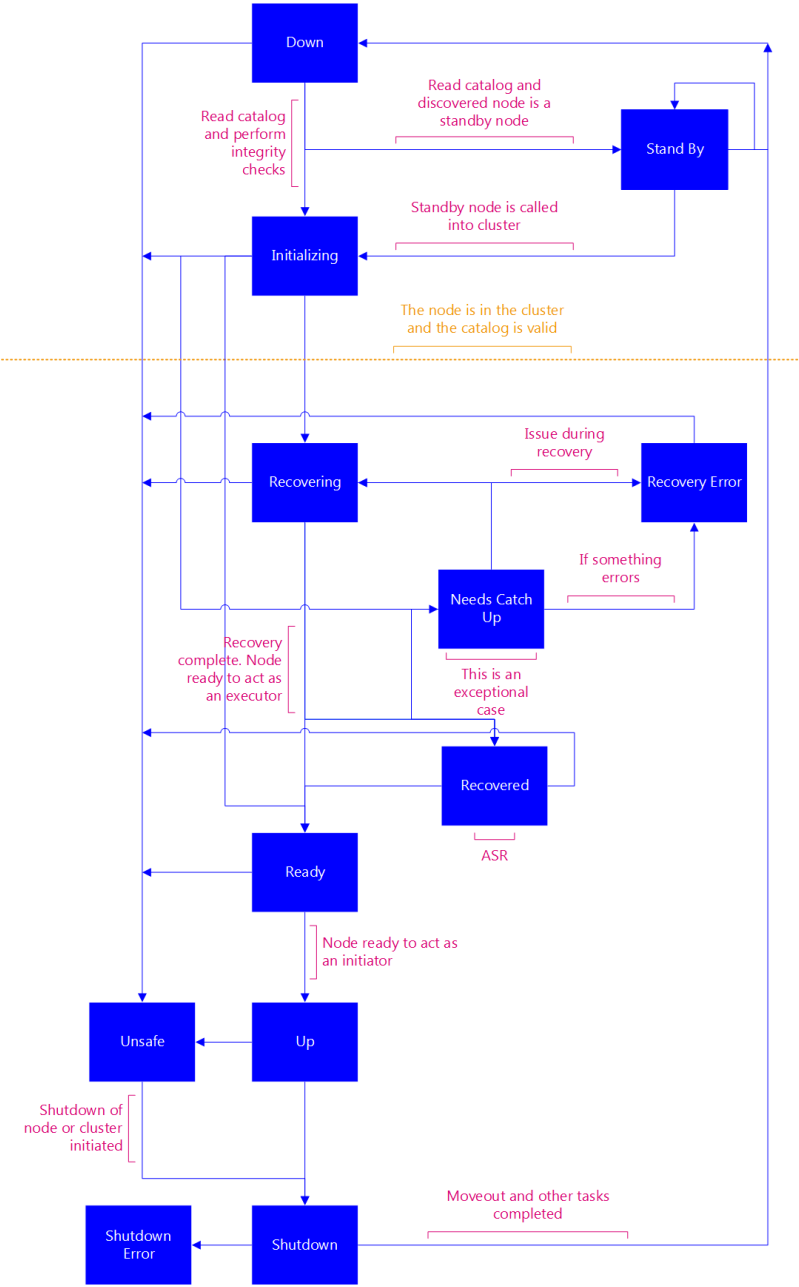 Down
Read catalog and
discovered node is a
standby node
Read catalog
and perform
integrity
checks
Stand By
Standby node is called
into cluster
Initializing
The node is in the cluster
and the catalog is valid
Issue during
recovery
Recovering
Recovery Error
If something
errors
Needs Catch
Up
Recovery
complete. Node
ready to act as
an executor
This is an
exceptional
case
Recovered
ASR
Ready
Node ready to act as
an initiator
Unsafe
Up
Shutdown of
node or cluster
initiated
Moveout and other tasks
completed
Shutdown
Error
Shutdown